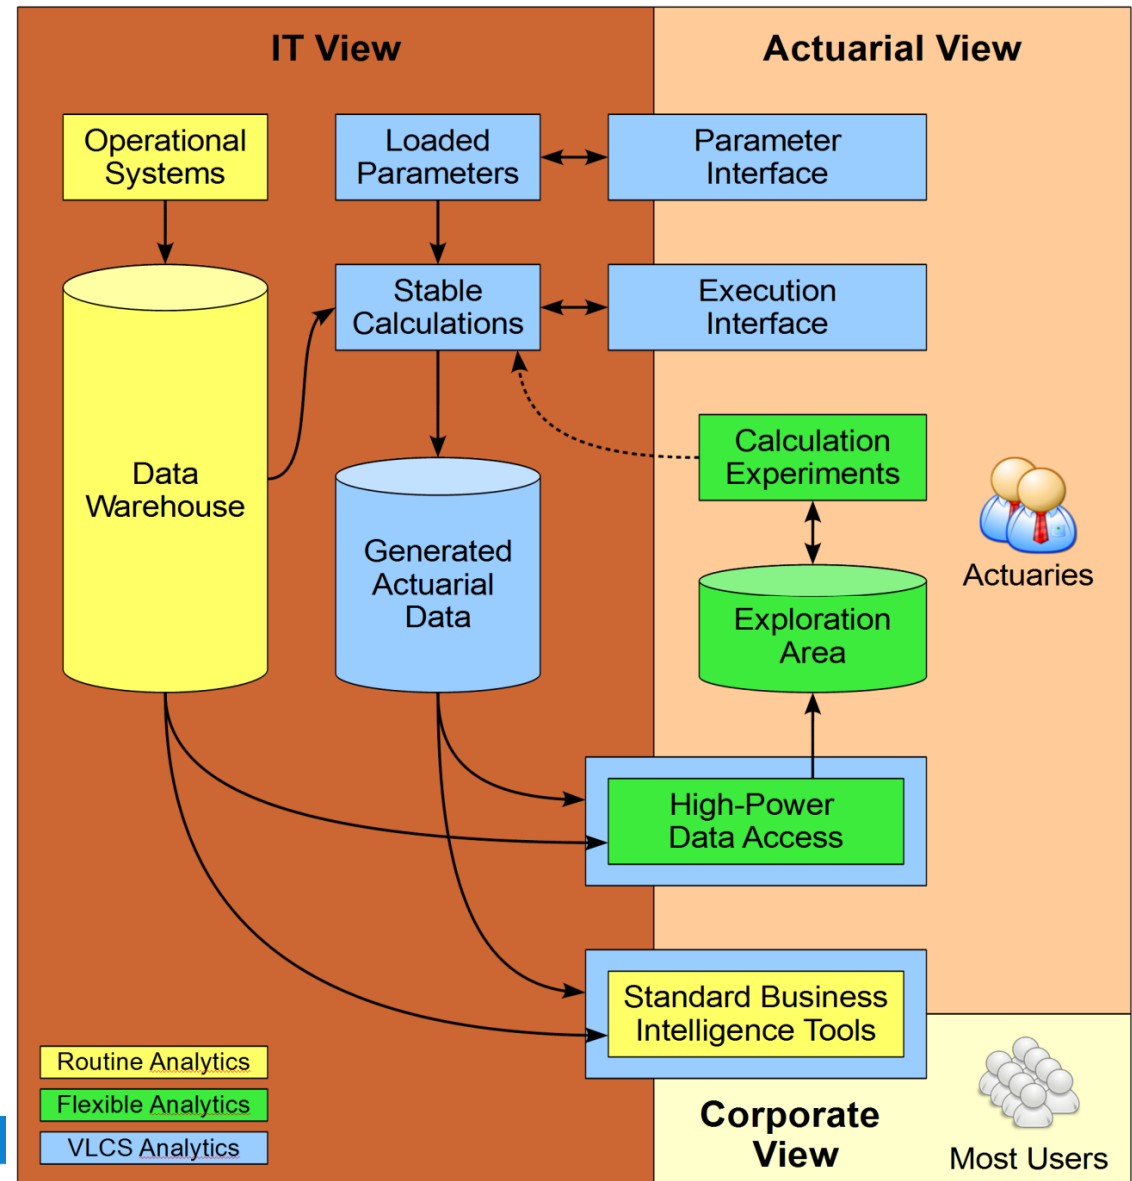 IT View
Actuarial View
Operational
Systems
Loaded
Parameters
Parameter
Interface
Stable
Calculations
Execution
Interface
Data
Warehouse
Calculation
Experiments
Generated
Actuarial
Data
Actuaries
Exploration
Area
High-Power
Data Access
Standard Business
Intelligence Tools
Routine Analytics
Flexible Analytics
VLCS Analytics
Corporate
View
Most Users